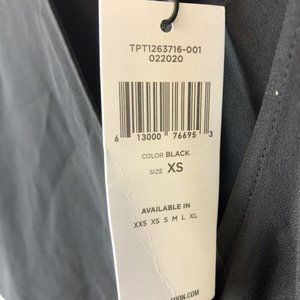 TPT1263716-001
022020
6 13000 76695 3
COLOR BLACK
SIZE XS
AVAILABLE IN
XXS XS S M L XL